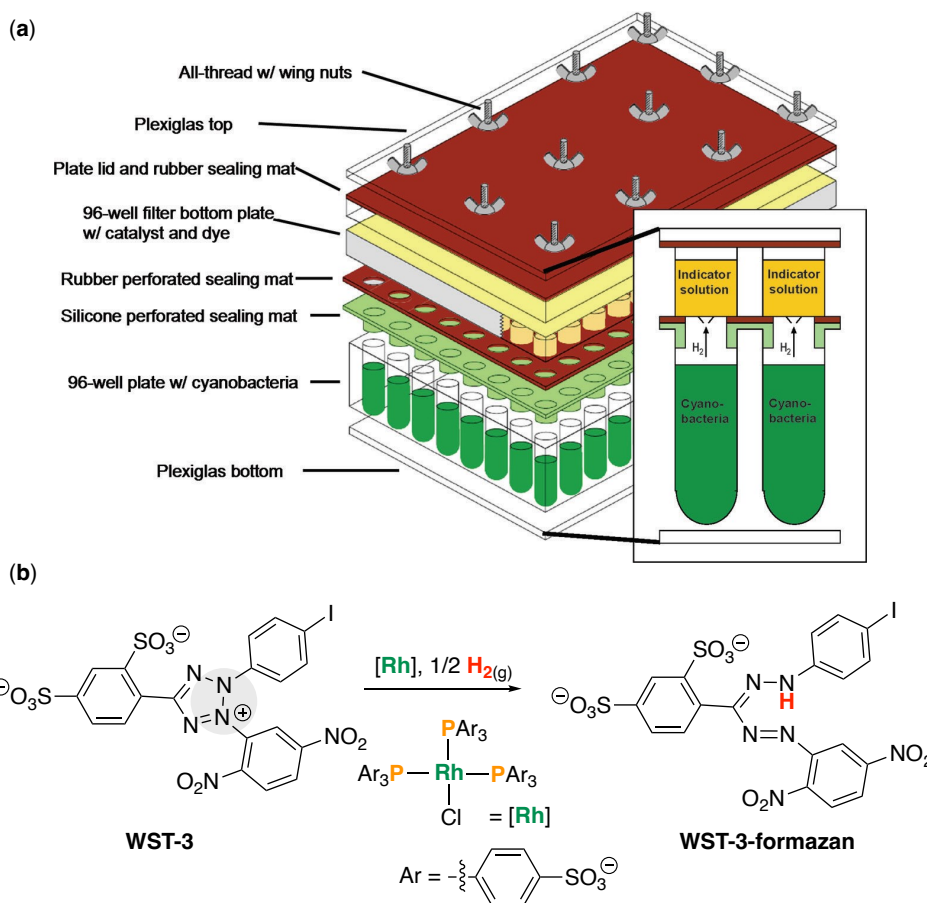 (a)
All-thread w/ wing nuts
Plexiglas top
Plate lid and rubber sealing mat
96-well filter bottom plate
w/ catalyst and dye
Rubber perforated sealing mat
Silicone perforated sealing mat
96-well plate w/ cyanobacteria
Plexiglas bottom
Indicator
solution
Indicator
solution
H2
H2
Cyano-
bacteria
Cyano-
bacteria
(b)
I
SO3⊖
⊖O3S
N
N
N
N
⊕
NO2
O2N
WST-3
[Rh], 1/2 H2(g)
PAr3
Ar3P
Rh
PAr3
Cl
= [Rh]
Ar =
SO3⊖
I
SO3⊖
⊖O3S
N
N
H
N=N
NO2
O2N
WST-3-formazan